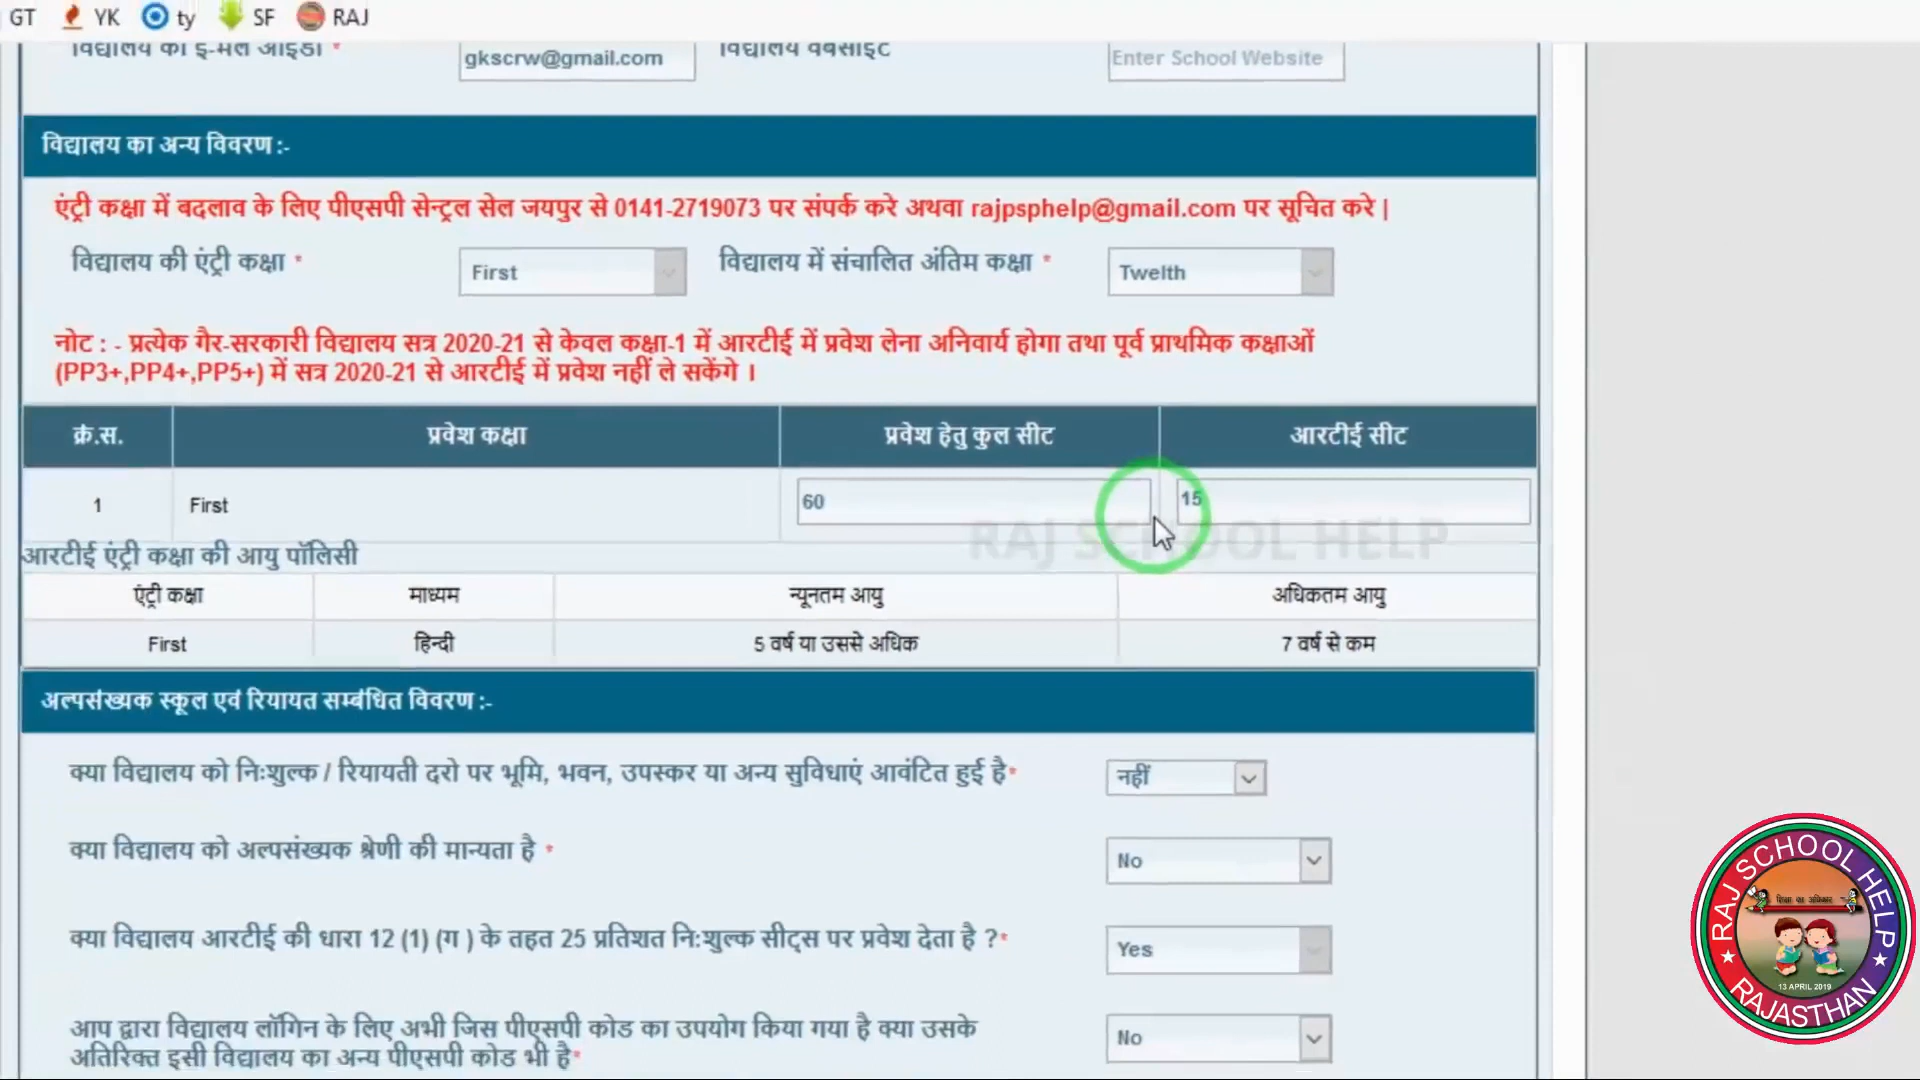 GT YK ty SF RAJ
विद्यालय की ई-मेल आईडी * gkscrw@gmail.com विद्यालय वेबसाइट Enter School Website
विद्यालय का अन्य विवरण :-
एंट्री कक्षा में बदलाव के लिए पीएसपी सेन्ट्रल सेल जयपुर से 0141-2719073 पर संपर्क करे अथवा rajpsphelp@gmail.com पर सूचित करे |
विद्यालय की एंट्री कक्षा * First विद्यालय में संचालित अंतिम कक्षा * Twelth
नोट : - प्रत्येक गैर-सरकारी विद्यालय सत्र 2020-21 से केवल कक्षा-1 में आरटीई में प्रवेश लेना अनिवार्य होगा तथा पूर्व प्राथमिक कक्षाओं
(PP3+,PP4+,PP5+) में सत्र 2020-21 से आरटीई में प्रवेश नहीं ले सकेंगे ।
क्रं.स. प्रवेश कक्षा प्रवेश हेतु कुल सीट आरटीई सीट
1 First 60 15
RAJ SCHOOL HELP
आरटीई एंट्री कक्षा की आयु पॉलिसी
एंट्री कक्षा माध्यम न्यूनतम आयु अधिकतम आयु
First हिन्दी 5 वर्ष या उससे अधिक 7 वर्ष से कम
अल्पसंख्यक स्कूल एवं रियायत सम्बंधित विवरण :-
क्या विद्यालय को निःशुल्क / रियायती दरो पर भूमि, भवन, उपस्कर या अन्य सुविधाएं आवंटित हुई है* नहीं
क्या विद्यालय को अल्पसंख्यक श्रेणी की मान्यता है * No
क्या विद्यालय आरटीई की धारा 12 (1) (ग ) के तहत 25 प्रतिशत नि:शुल्क सीट्स पर प्रवेश देता है ?* Yes
आप द्वारा विद्यालय लॉगिन के लिए अभी जिस पीएसपी कोड का उपयोग किया गया है क्या उसके
अतिरिक्त इसी विद्यालय का अन्य पीएसपी कोड भी है* No
RAJ SCHOOL HELP
शिक्षा का अधिकार
13 APRIL 2019
RAJASTHAN